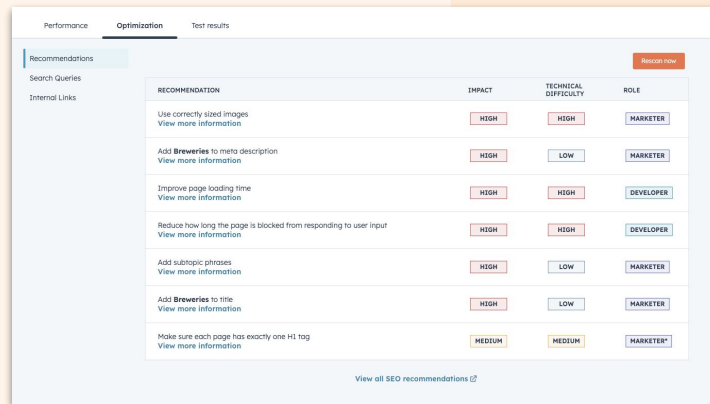 Performance Optimization Test results
Recommendations
Search Queries
Internal Links
Rescan now
RECOMMENDATION IMPACT TECHNICAL DIFFICULTY ROLE
Use correctly sized images
View more information
HIGH HIGH MARKETER
Add Breweries to meta description
View more information
HIGH LOW MARKETER
Improve page loading time
View more information
HIGH HIGH DEVELOPER
Reduce how long the page is blocked from responding to user input
View more information
HIGH HIGH DEVELOPER
Add subtopic phrases
View more information
HIGH LOW MARKETER
Add Breweries to title
View more information
HIGH LOW MARKETER
Make sure each page has exactly one H1 tag
View more information
MEDIUM MEDIUM MARKETER*
View all SEO recommendations